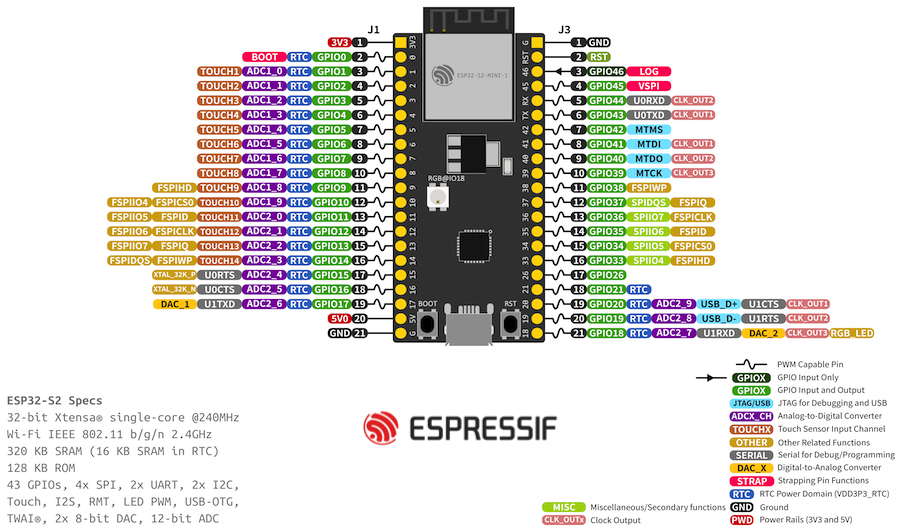 J1 J3
3V3 1 3V3 G 1 GND
BOOT RTC GPIO0 2 0 RST 2 RST
TOUCH1 ADC1_0 RTC GPIO1 3 1 46 3 GPIO46 LOG
TOUCH2 ADC1_1 RTC GPIO2 4 2 45 4 GPIO45 VSPI
TOUCH3 ADC1_2 RTC GPIO3 5 3 RX 5 GPIO44 U0RXD CLK_OUT2
TOUCH4 ADC1_3 RTC GPIO4 6 4 TX 6 GPIO43 U0TXD CLK_OUT1
TOUCH5 ADC1_4 RTC GPIO5 7 5 42 7 GPIO42 MTMS
TOUCH6 ADC1_5 RTC GPIO6 8 6 41 8 GPIO41 MTDI CLK_OUT1
TOUCH7 ADC1_6 RTC GPIO7 9 7 40 9 GPIO40 MTDO CLK_OUT2
TOUCH8 ADC1_7 RTC GPIO8 10 8 39 10 GPIO39 MTCK CLK_OUT3
FSPIHD TOUCH9 ADC1_8 RTC GPIO9 11 9 38 11 GPIO38 FSPIWP
FSPIIO4 FSPICS0 TOUCH10 ADC1_9 RTC GPIO10 12 10 37 12 GPIO37 SPIDQS FSPIQ
FSPIIO5 FSPID TOUCH11 ADC2_0 RTC GPIO11 13 11 36 13 GPIO36 SPIIO7 FSPICLK
FSPIIO6 FSPICLK TOUCH12 ADC2_1 RTC GPIO12 14 12 35 14 GPIO35 SPIIO6 FSPID
FSPIIO7 FSPIQ TOUCH13 ADC2_2 RTC GPIO13 15 13 34 15 GPIO34 SPIIO5 FSPICS0
FSPIDQS FSPIWP TOUCH14 ADC2_3 RTC GPIO14 16 14 33 16 GPIO33 SPIIO4 FSPIHD
XTAL_32K_P U0RTS ADC2_4 RTC GPIO15 17 15 26 17 GPIO26
XTAL_32K_N U0CTS ADC2_5 RTC GPIO16 18 16 21 18 GPIO21 RTC
DAC_1 U1TXD ADC2_6 RTC GPIO17 19 17 20 19 GPIO20 RTC ADC2_9 USB_D+ U1CTS CLK_OUT1
5V0 20 5V 19 20 GPIO19 RTC ADC2_8 USB_D- U1RTS CLK_OUT2
GND 21 G 18 21 GPIO18 RTC ADC2_7 U1RXD DAC_2 CLK_OUT3 RGB_LED
ESP32-S2-MINI-1
RGB@IO18
BOOT RST
ESP32-S2 Specs
32-bit Xtensa® single-core @240MHz
Wi-Fi IEEE 802.11 b/g/n 2.4GHz
320 KB SRAM (16 KB SRAM in RTC)
128 KB ROM
43 GPIOs, 4x SPI, 2x UART, 2x I2C,
Touch, I2S, RMT, LED PWM, USB-OTG,
TWAI®, 2x 8-bit DAC, 12-bit ADC
ESPRESSIF
MISC Miscellaneous/Secondary functions
CLK_OUTx Clock Output
PWM Capable Pin
GPIOX GPIO Input Only
GPIOX GPIO Input and Output
JTAG/USB JTAG for Debugging and USB
ADCX_CH Analog-to-Digital Converter
TOUCHX Touch Sensor Input Channel
OTHER Other Related Functions
SERIAL Serial for Debug/Programming
DAC_X Digital-to-Analog Converter
STRAP Strapping Pin Functions
RTC RTC Power Domain (VDD3P3_RTC)
GND Ground
PWD Power Rails (3V3 and 5V)